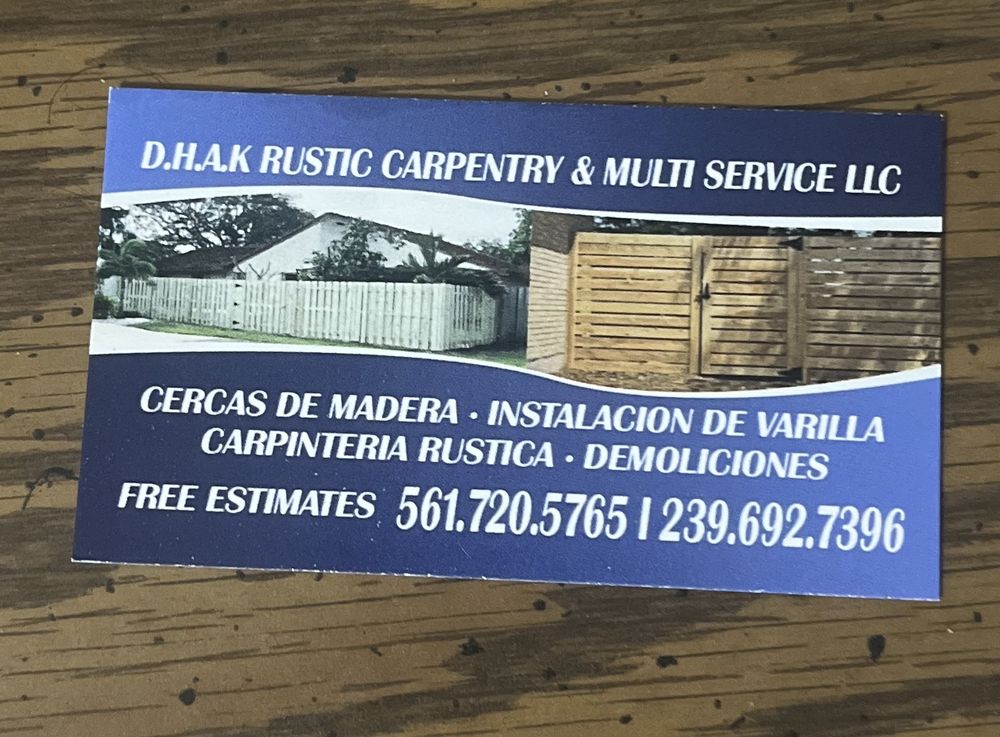 D.H.A.K RUSTIC CARPENTRY & MULTI SERVICE LLC
CERCAS DE MADERA · INSTALACION DE VARILLA
CARPINTERIA RUSTICA · DEMOLICIONES
FREE ESTIMATES 561.720.5765 | 239.692.7396